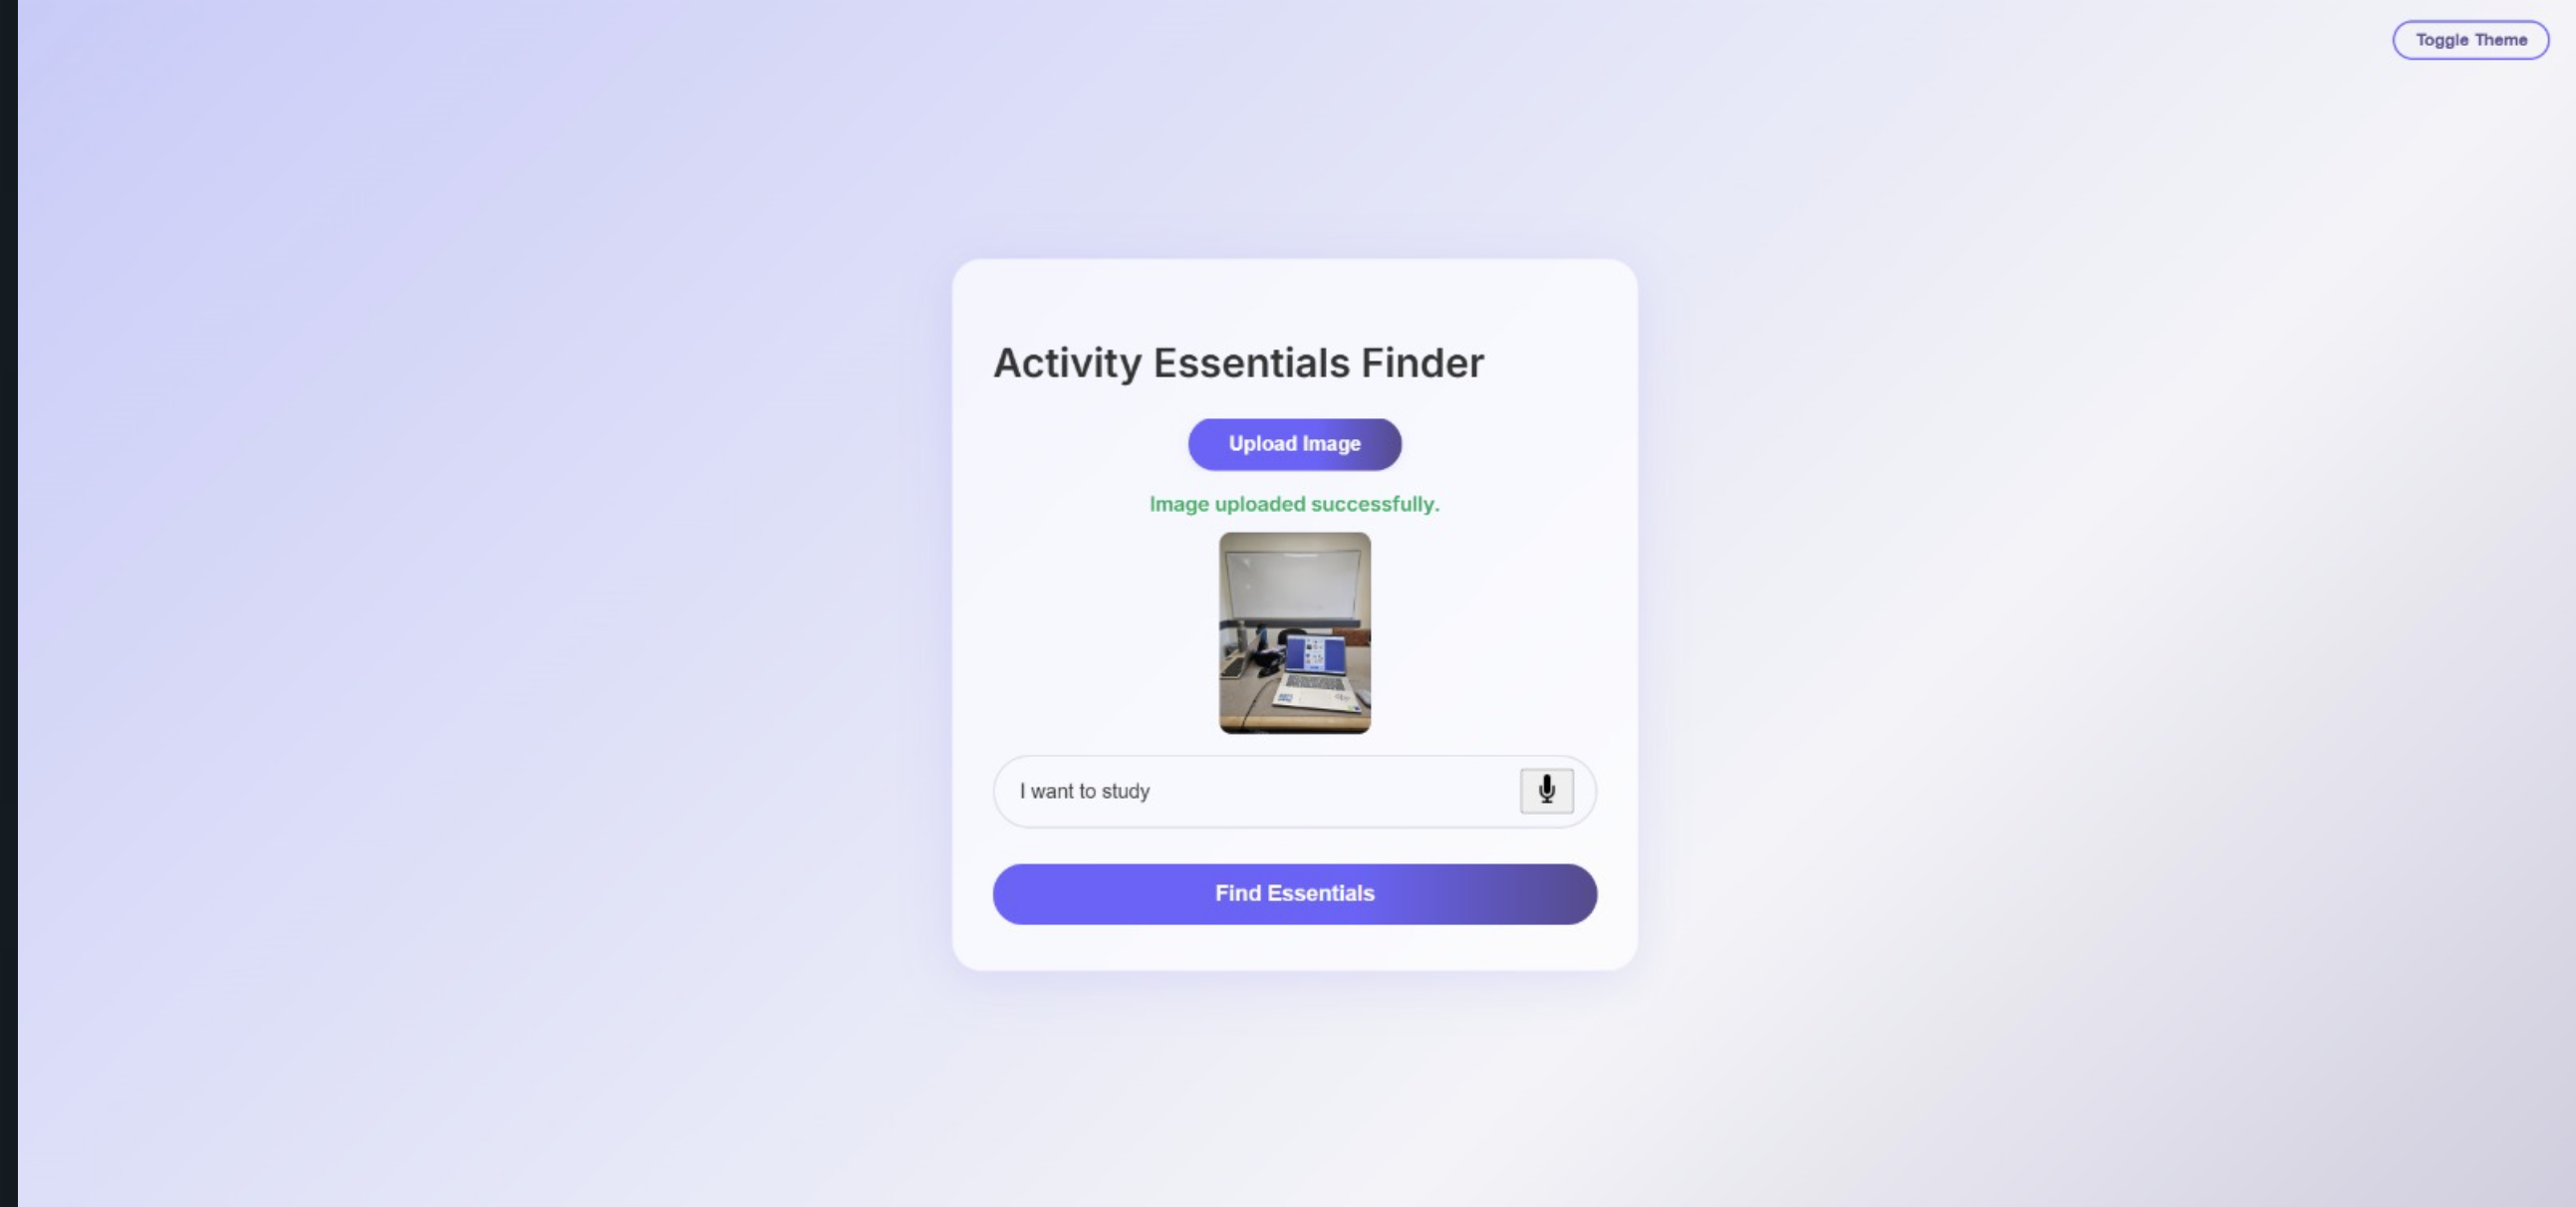 Toggle Theme
Activity Essentials Finder
Upload Image
Image uploaded successfully.
I want to study
Find Essentials